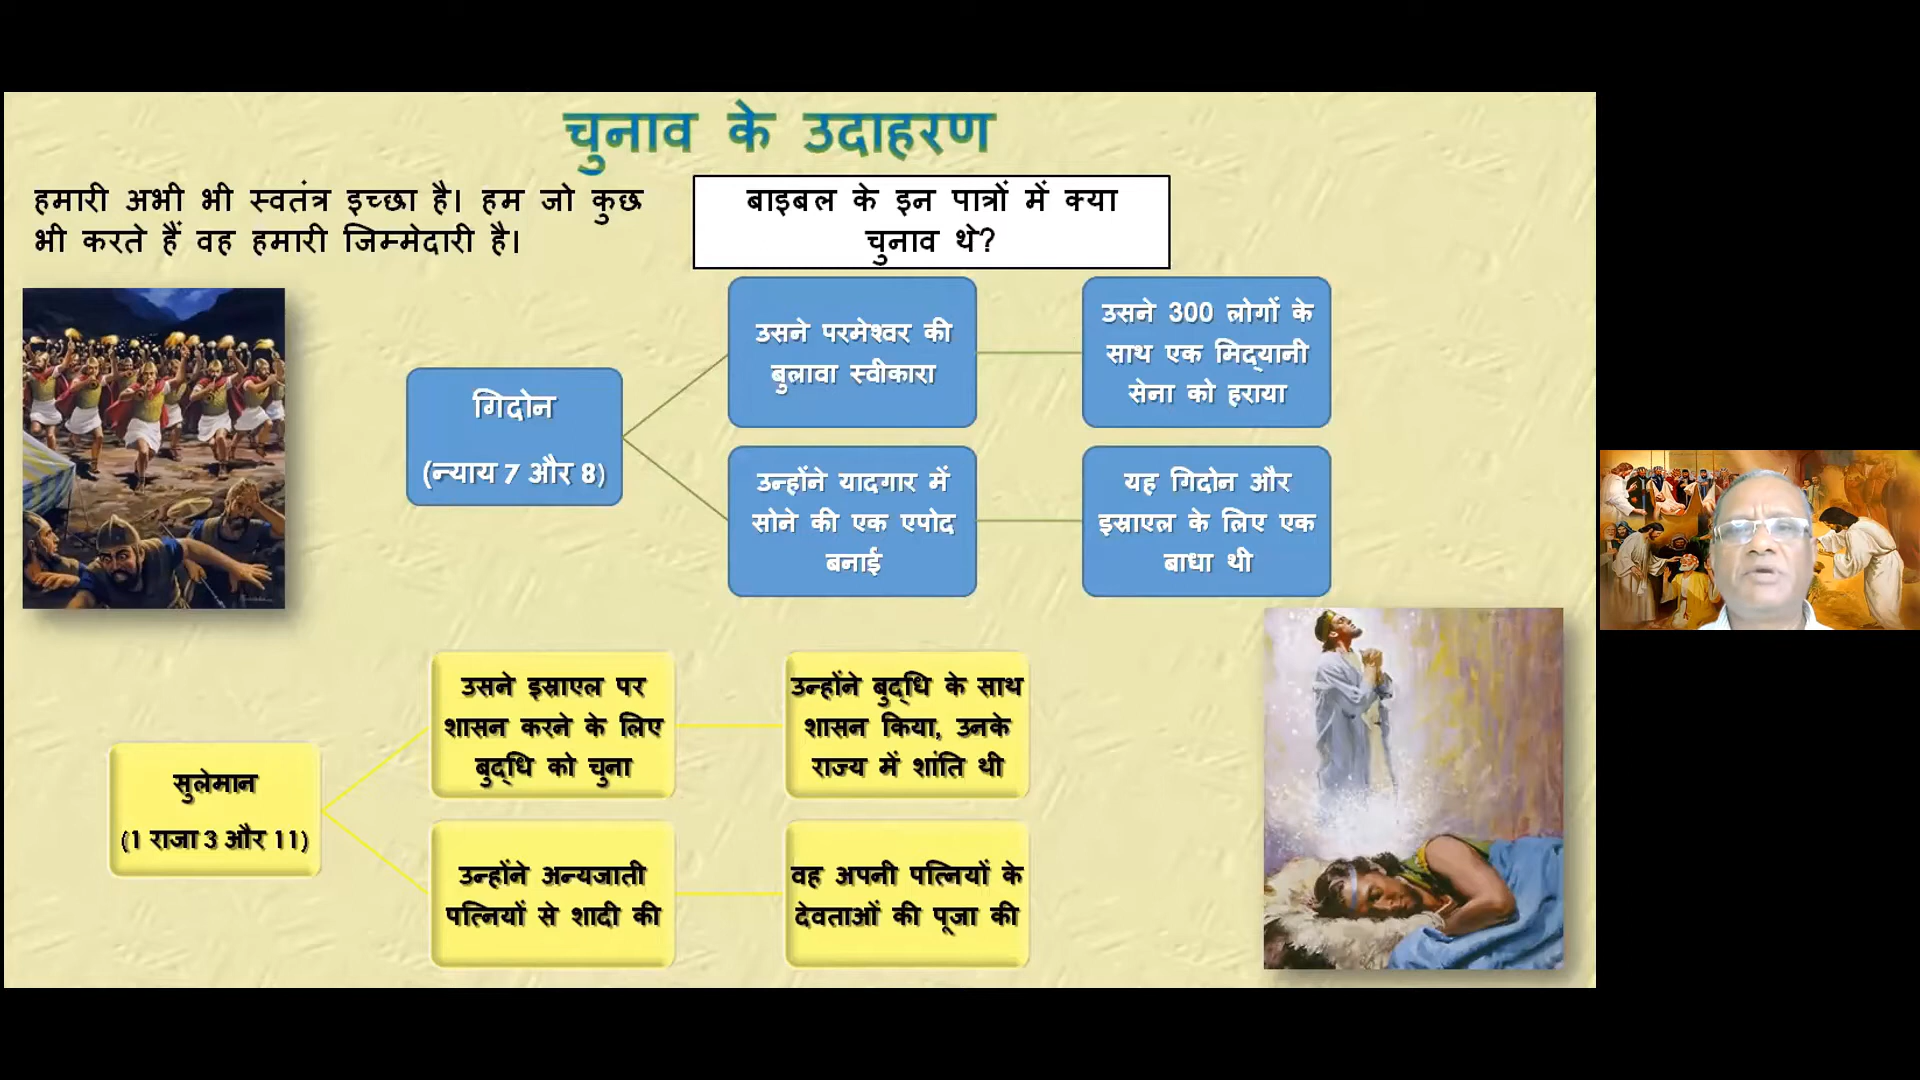 चुनाव के उदाहरण
हमारी अभी भी स्वतंत्र इच्छा है। हम जो कुछ
भी करते हैं वह हमारी जिम्मेदारी है।
बाइबल के इन पात्रों में क्या
चुनाव थे?
गिदोन
(न्याय 7 और 8)
उसने परमेश्वर की
बुलावा स्वीकारा
उसने 300 लोगों के
साथ एक मिद्यानी
सेना को हराया
उन्होंने यादगार में
सोने की एक एपोद
बनाई
यह गिदोन और
इस्राएल के लिए एक
बाधा थी
सुलेमान
(1 राजा 3 और 11)
उसने इस्राएल पर
शासन करने के लिए
बुद्धि को चुना
उन्होंने बुद्धि के साथ
शासन किया, उनके
राज्य में शांति थी
उन्होंने अन्यजाती
पत्नियों से शादी की
वह अपनी पत्नियों के
देवताओं की पूजा की